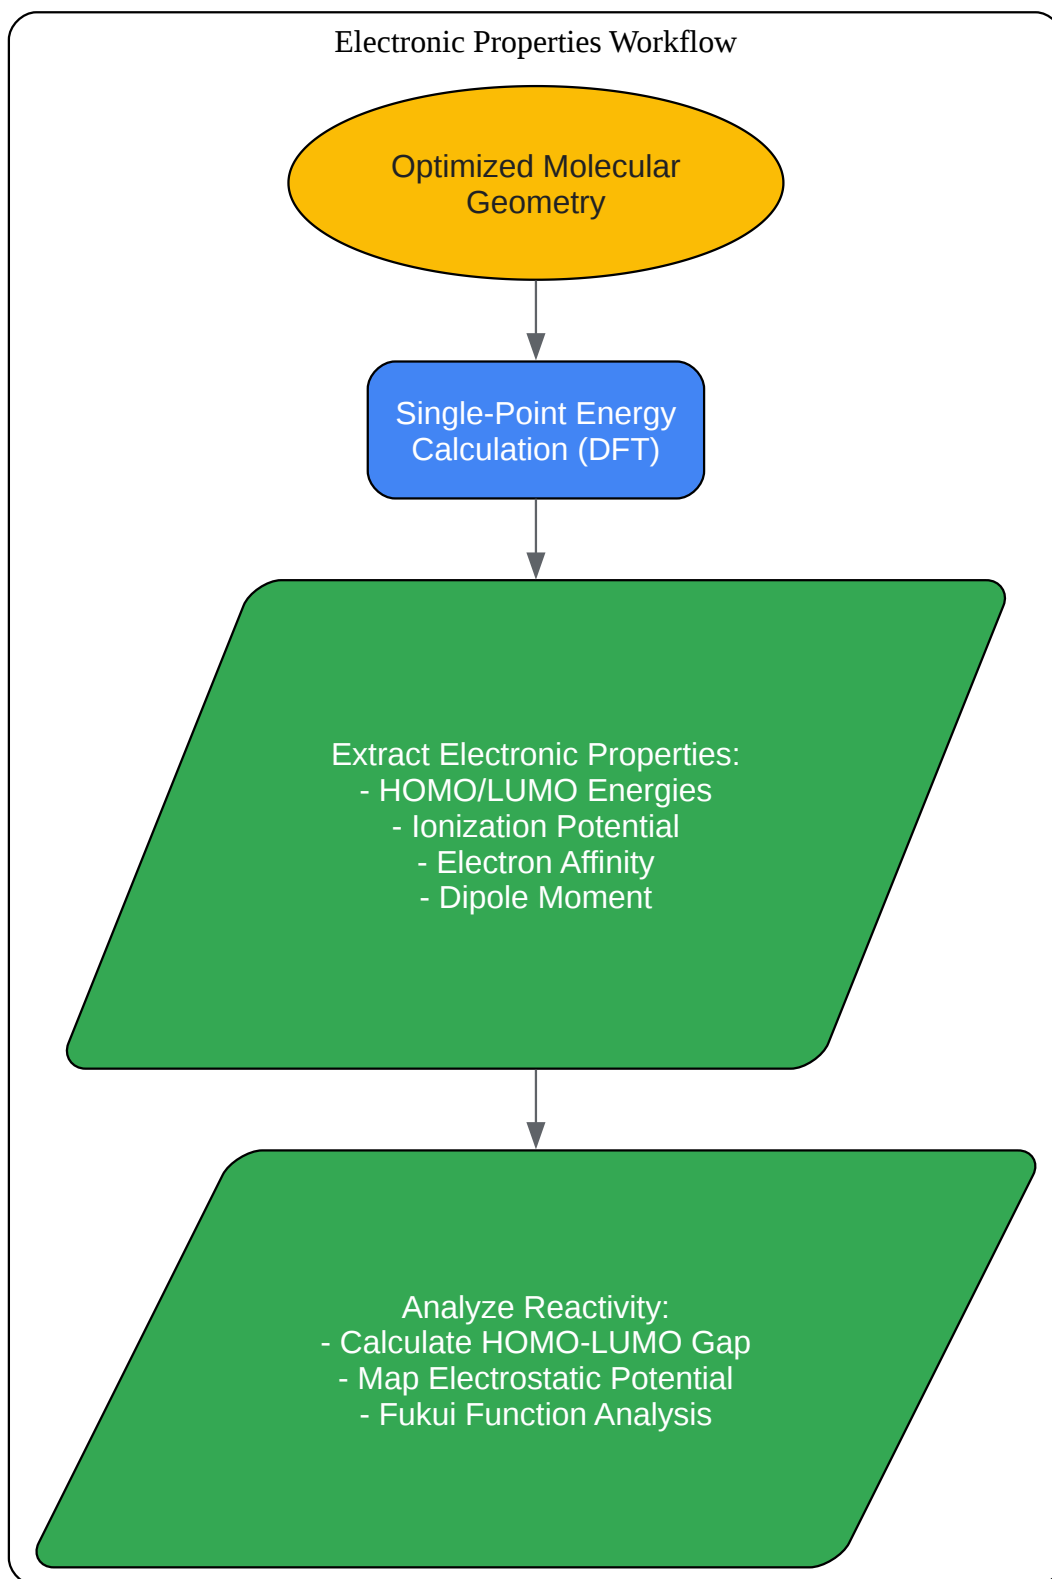 Electronic Properties Workflow
Optimized Molecular
Geometry
Single-Point Energy
Calculation (DFT)
Extract Electronic Properties:
- HOMO/LUMO Energies
- Ionization Potential
- Electron Affinity
- Dipole Moment
Analyze Reactivity:
- Calculate HOMO-LUMO Gap
- Map Electrostatic Potential
- Fukui Function Analysis